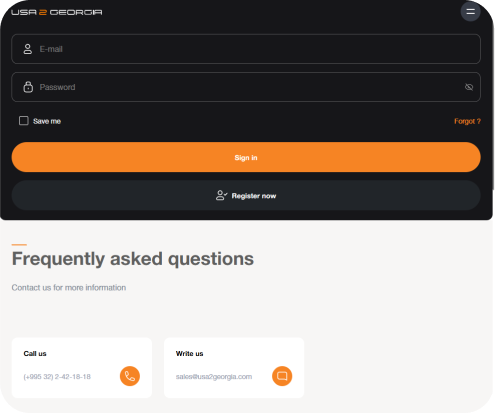 USA 2 GEORGIA
E-mail
Password
Save me
Forgot ?
Sign in
Register now
Frequently asked questions
Contact us for more information
Call us
(+995 32) 2-42-18-18
Write us
sales@usa2georgia.com